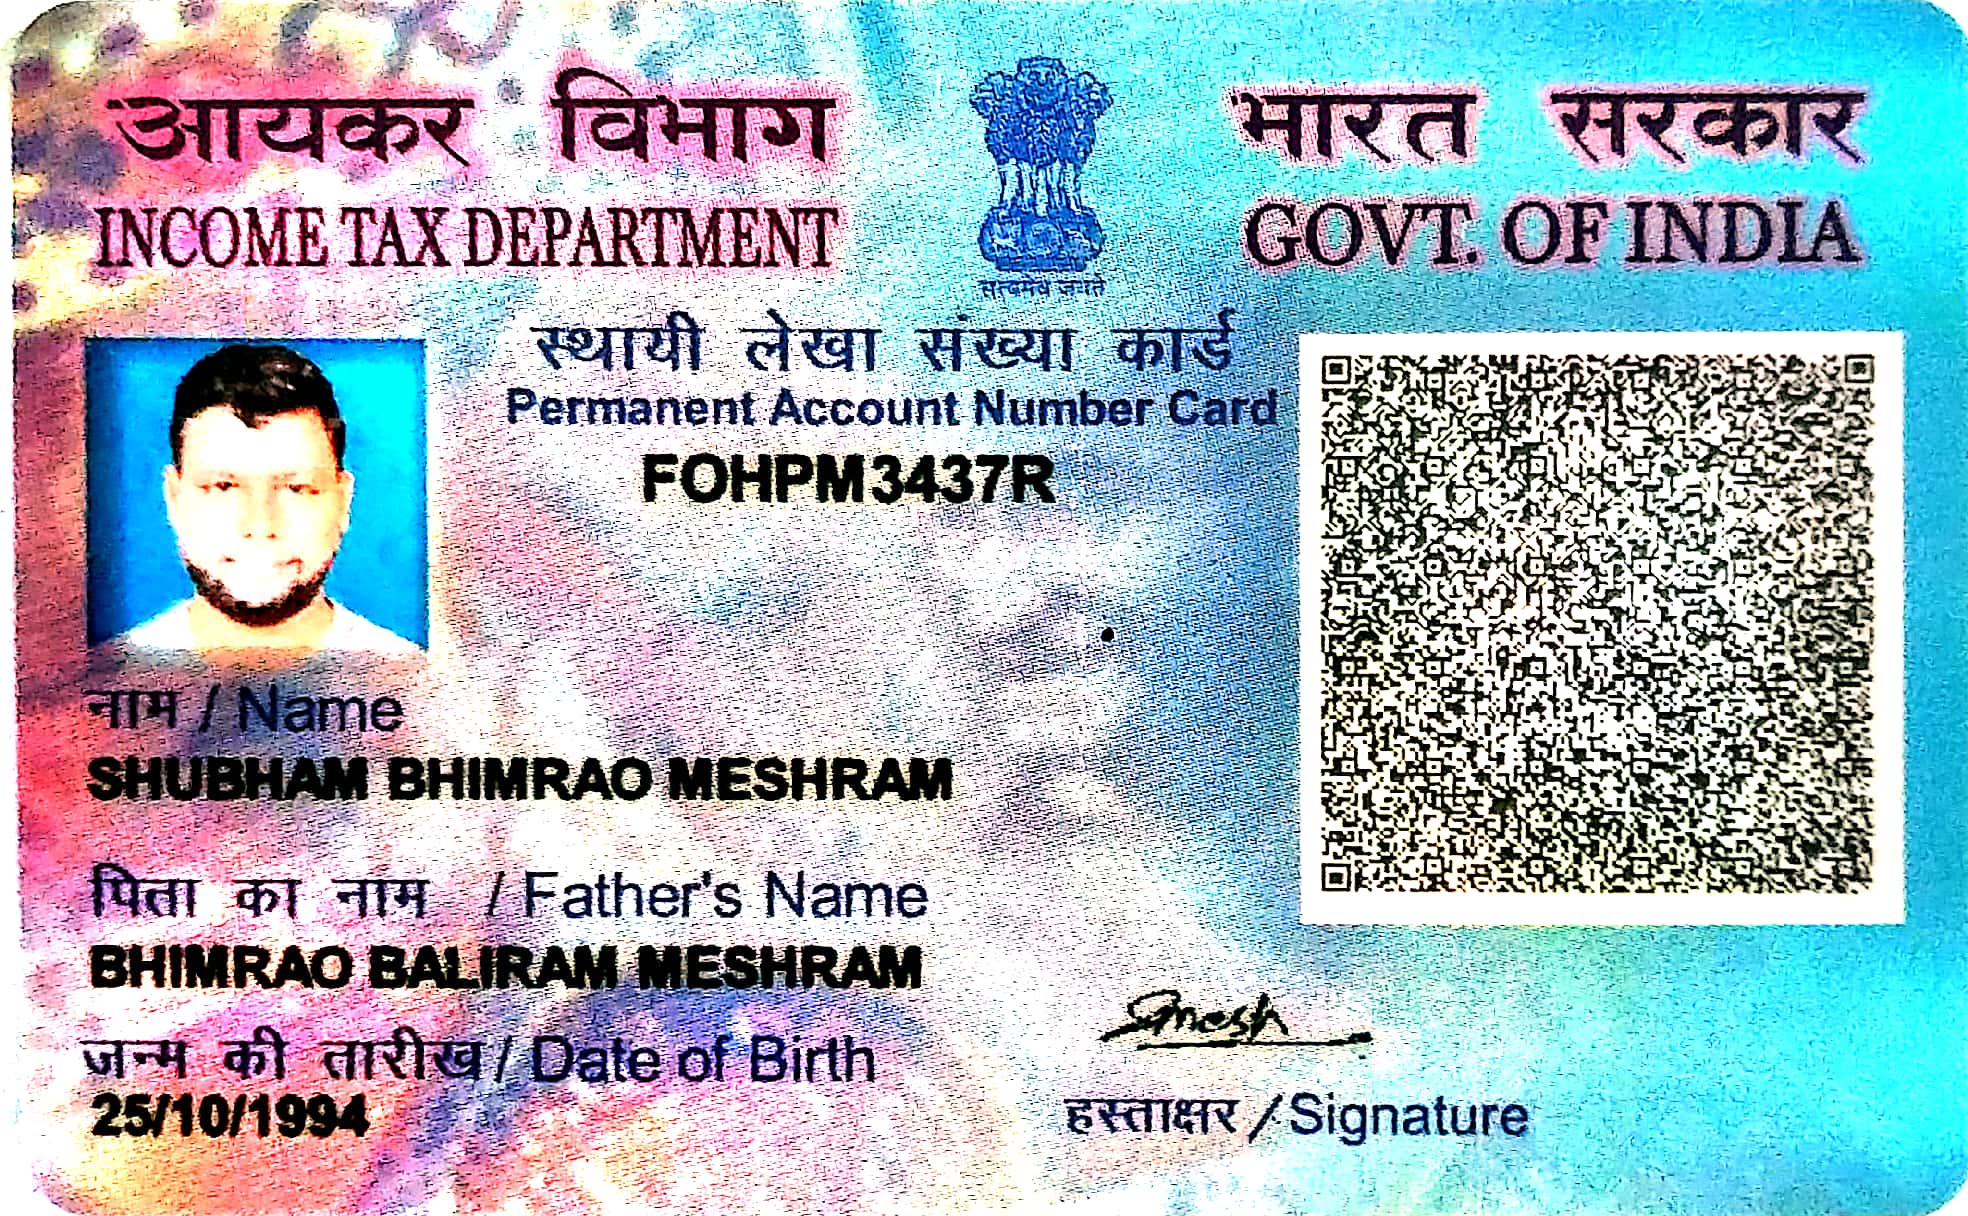 आयकर विभाग
INCOME TAX DEPARTMENT
भारत सरकार
GOVT. OF INDIA
सत्यमेव जयते
स्थायी लेखा संख्या कार्ड
Permanent Account Number Card
FOHPM3437R
नाम / Name
SHUBHAM BHIMRAO MESHRAM
पिता का नाम / Father's Name
BHIMRAO BALIRAM MESHRAM
जन्म की तारीख / Date of Birth
25/10/1994
हस्ताक्षर / Signature